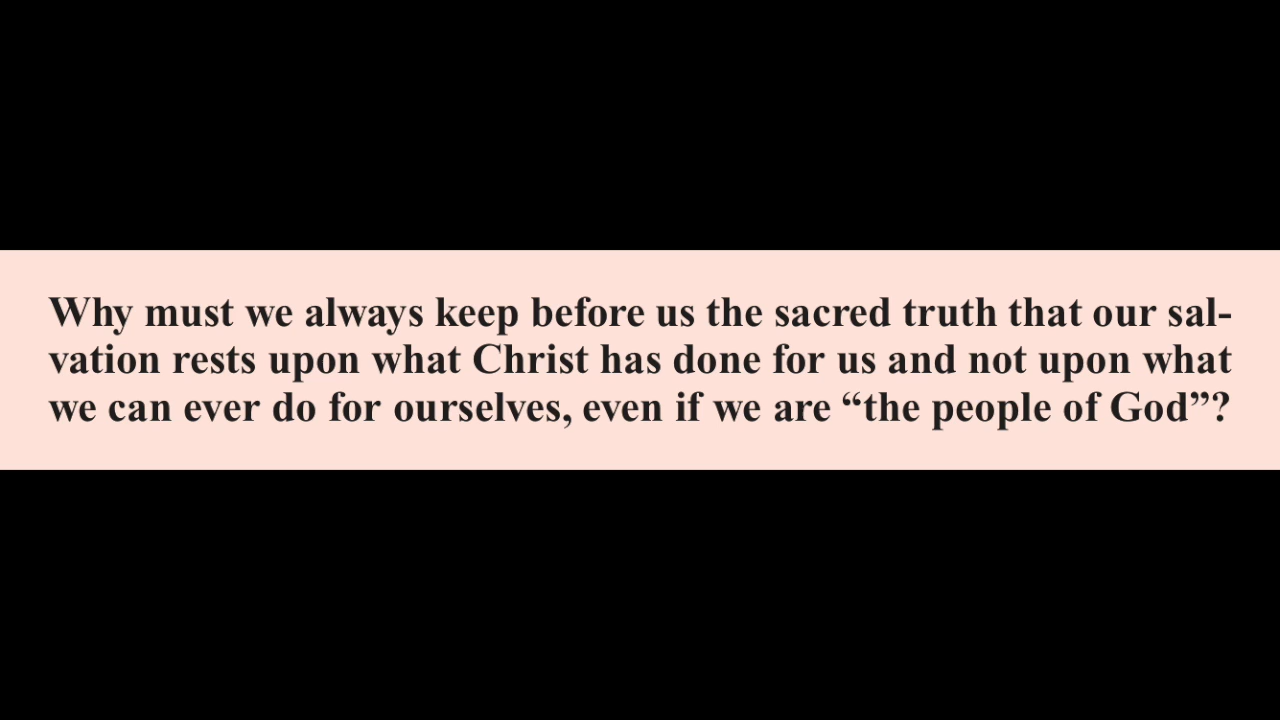 Why must we always keep before us the sacred truth that our sal-
vation rests upon what Christ has done for us and not upon what
we can ever do for ourselves, even if we are “the people of God”?